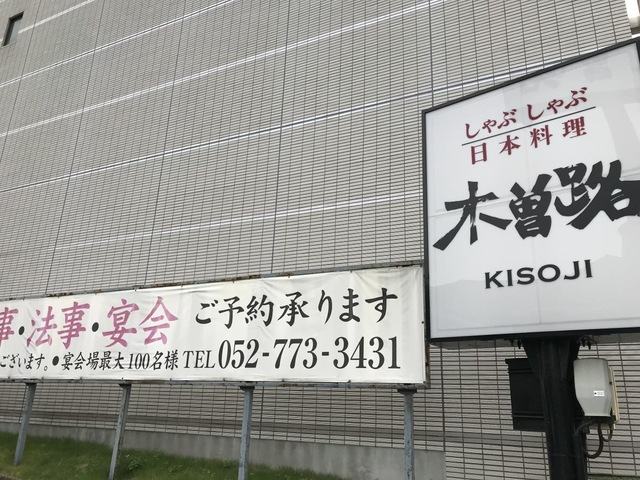 しゃぶしゃぶ
日本料理
木曽路
KISOJI
事・法事・宴会 ご予約承ります
ございます。●宴会場最大100名様 TEL 052-773-3431